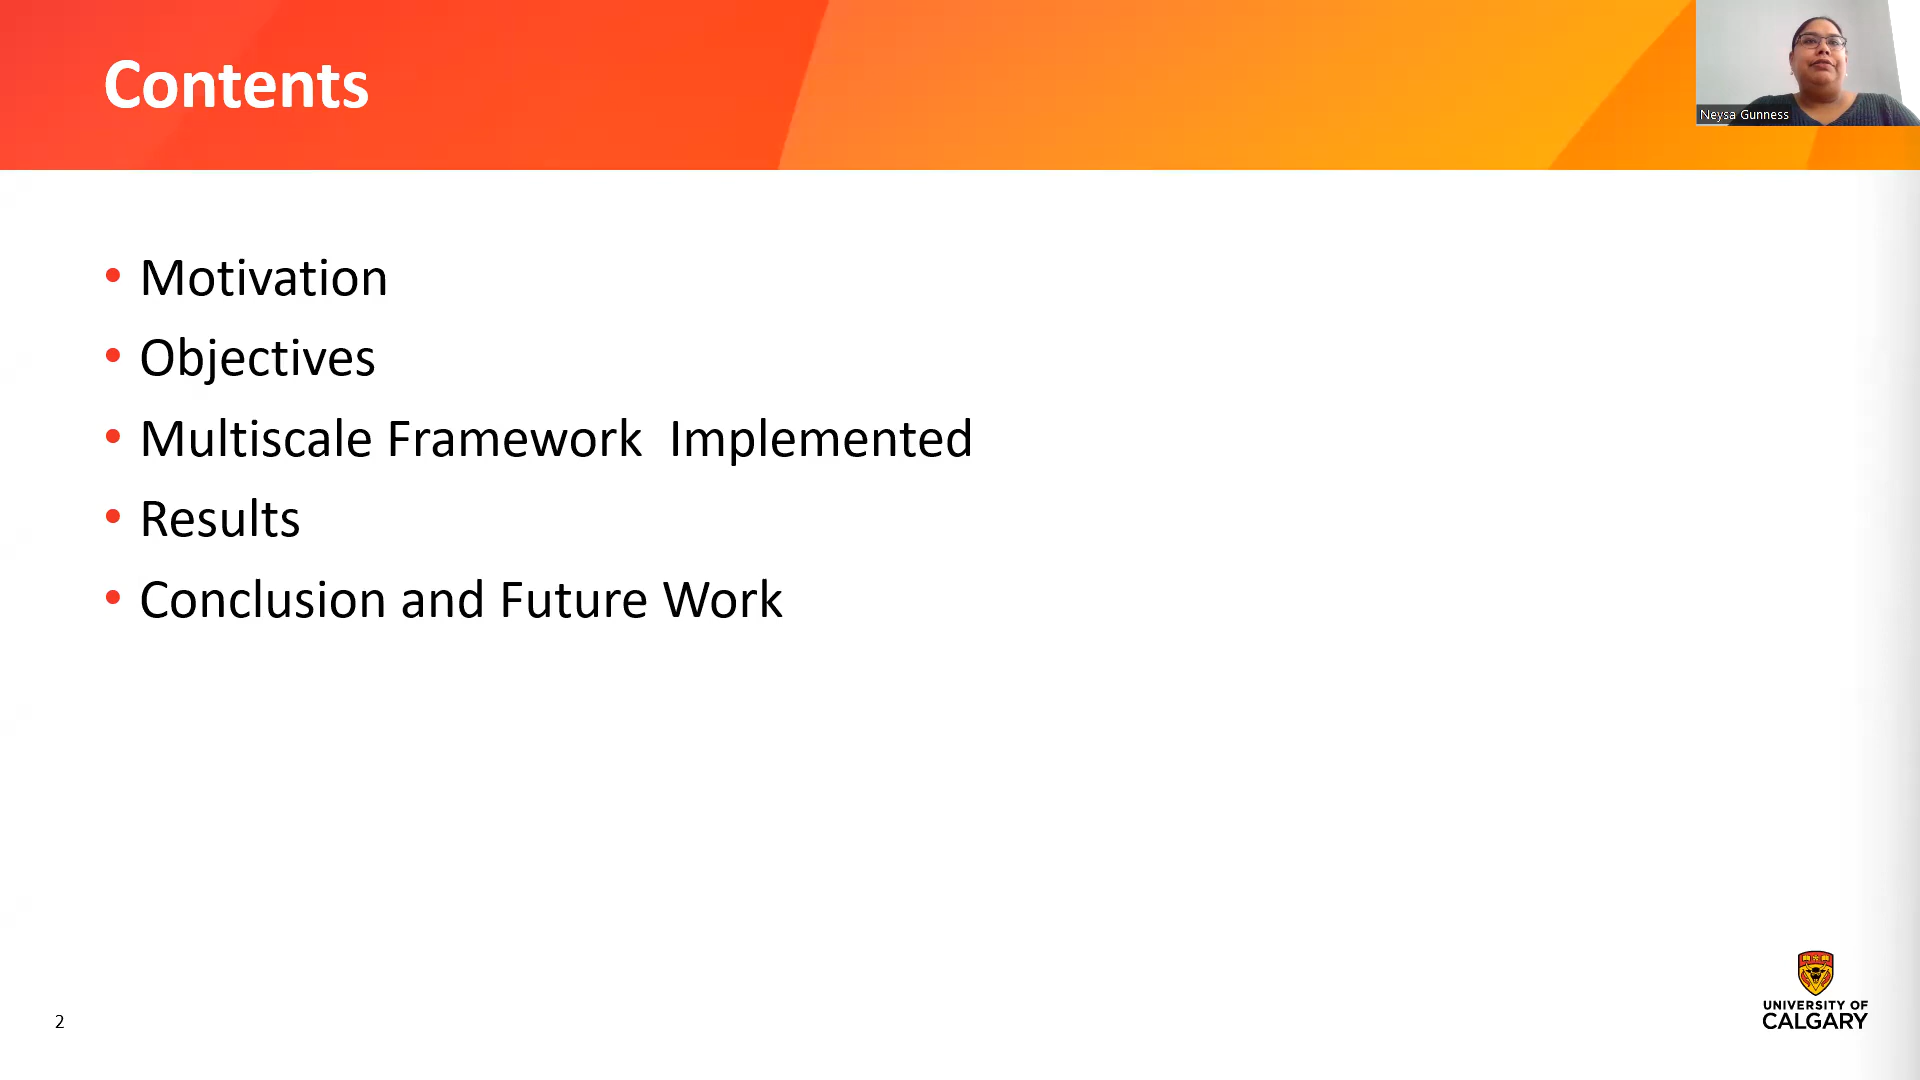 Contents
Neysa Gunness
• Motivation
• Objectives
• Multiscale Framework  Implemented
• Results
• Conclusion and Future Work
2
UNIVERSITY OF
CALGARY